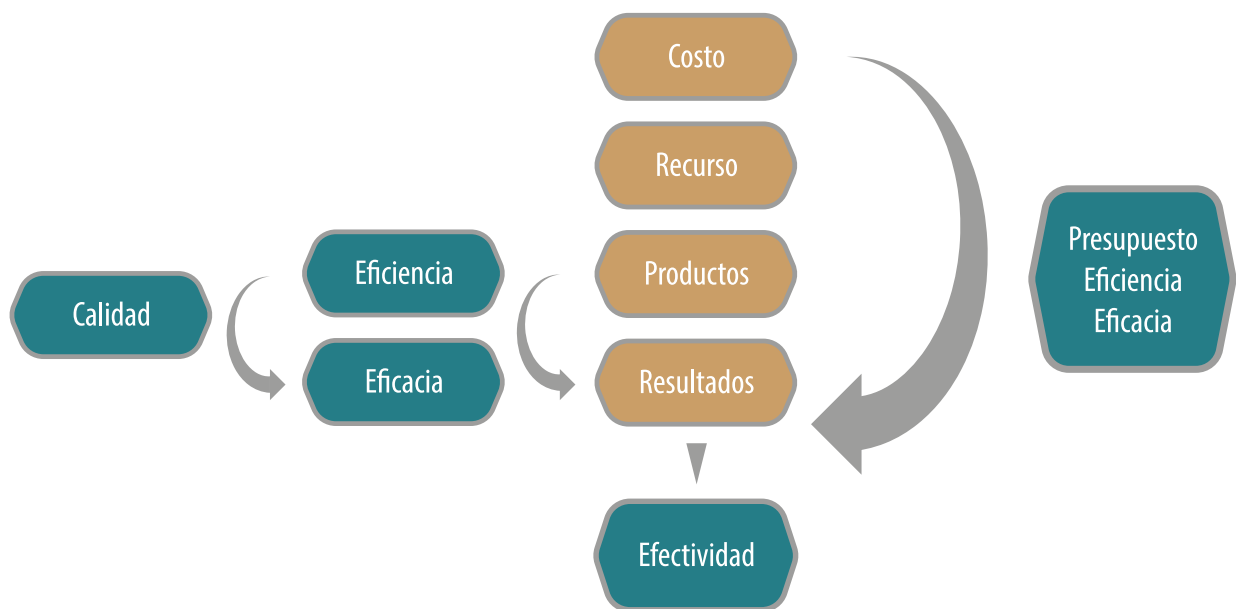 Costo
Recurso
Productos
Resultados
Efectividad
Eficiencia
Eficacia
Calidad
Presupuesto
Eficiencia
Eficacia